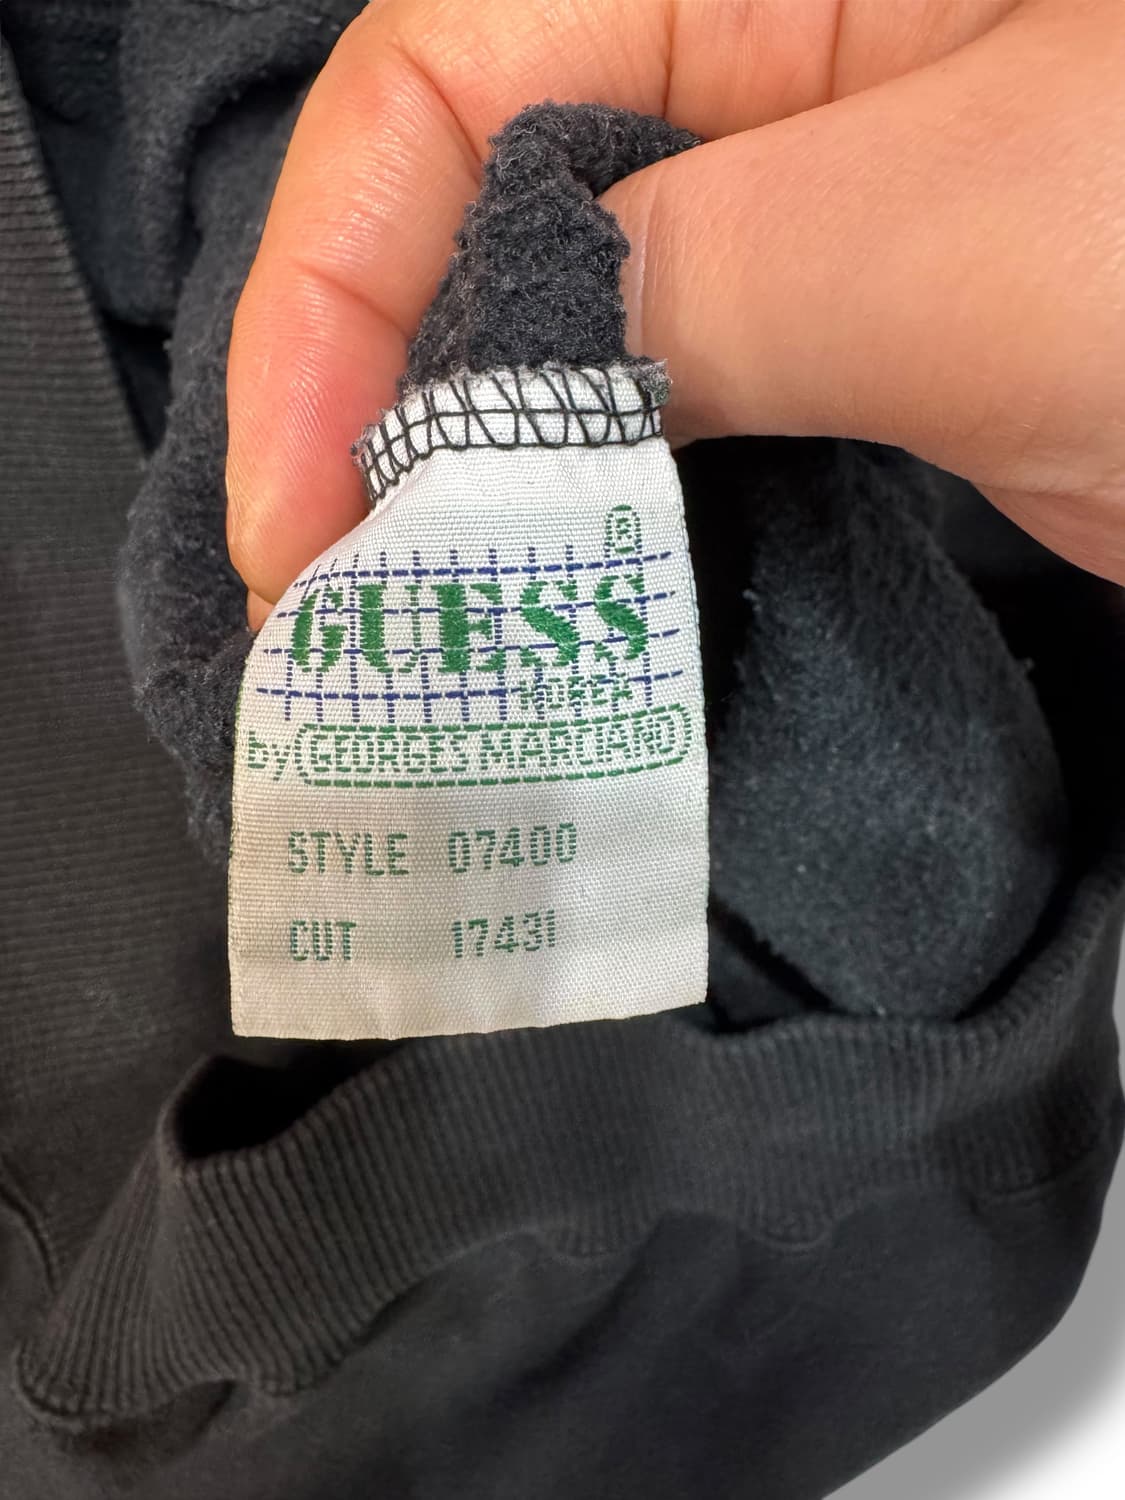 ®
GUESS
KOREA
by GEORGES MARCIANO
STYLE 07400
CUT 17431